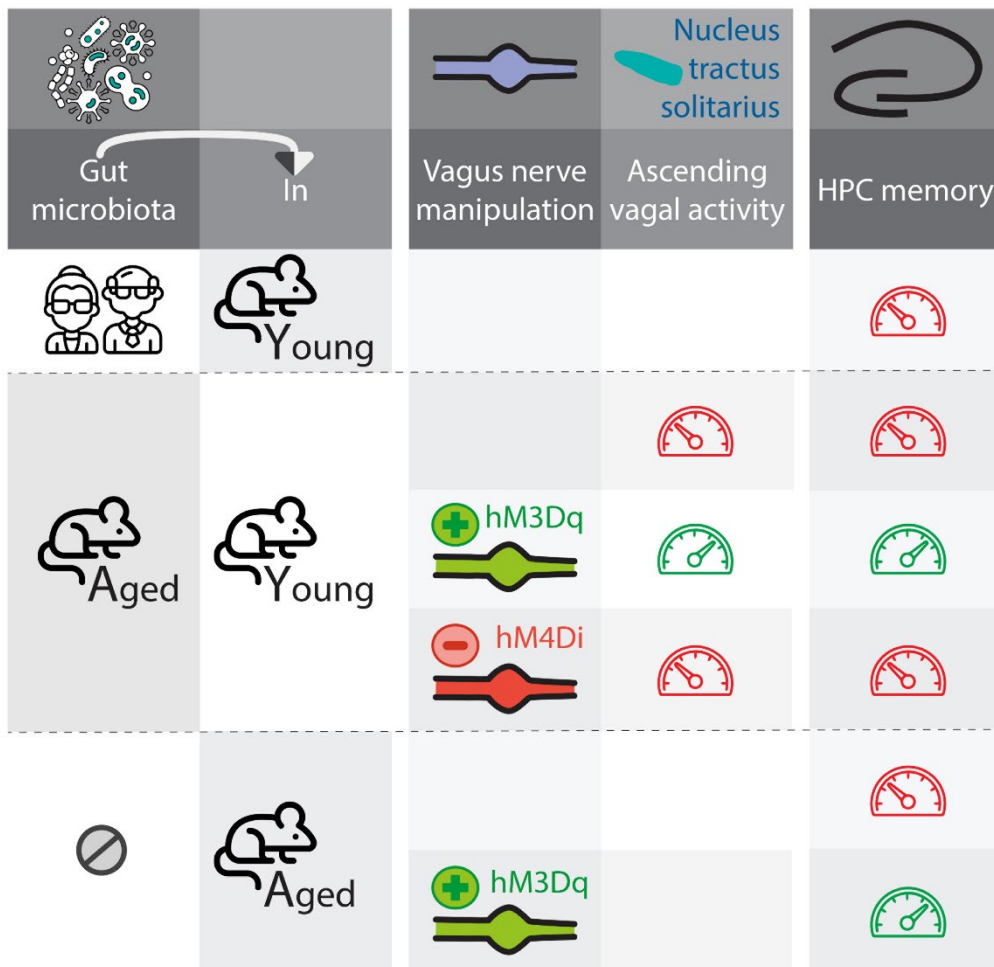 Nucleus
tractus
solitarius
Gut
microbiota
In
Vagus nerve
manipulation
Ascending
vagal activity
HPC memory
Young
Aged
Young
hM3Dq
hM4Di
Aged
hM3Dq